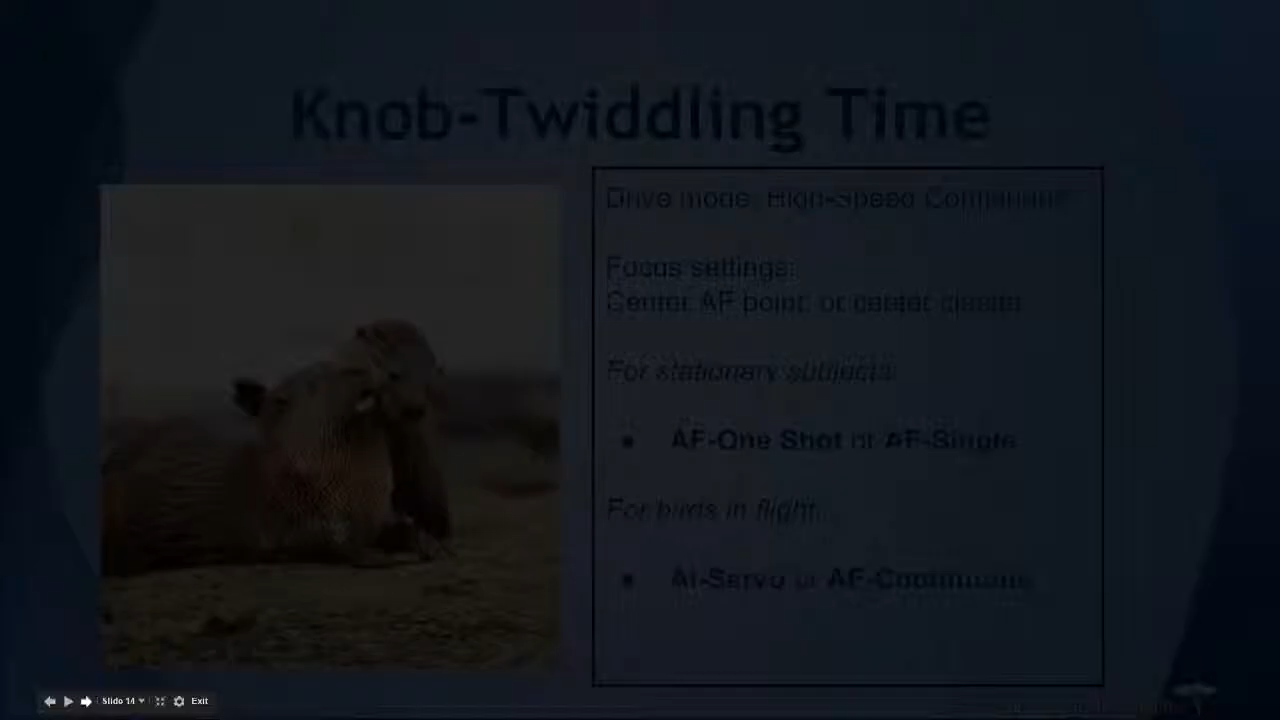 Knob-Twiddling Time
Drive mode: High-Speed Continuous
Focus settings:
Center AF point, or center cluster
For stationary subjects:
● AF-One Shot or AF-Single
For birds in flight:
● AI-Servo or AF-Continuous
Slide 14
Exit